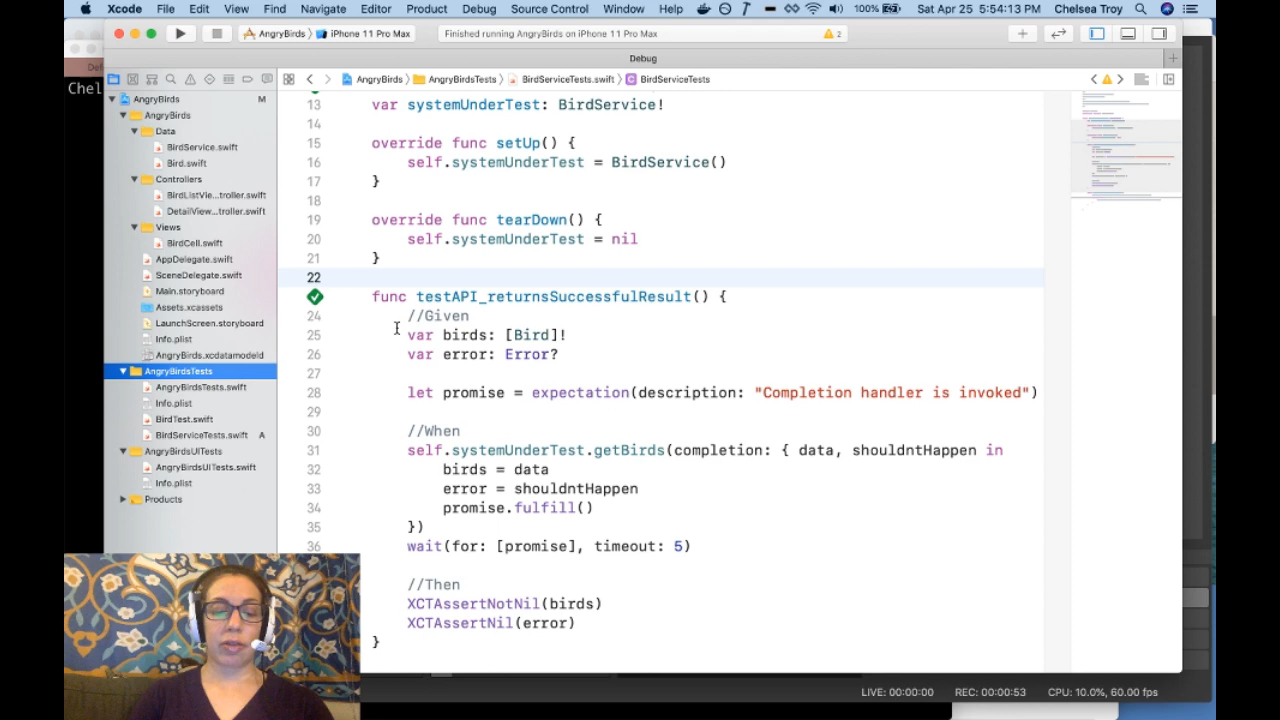 Xcode File Edit View Find Navigate Editor Product Debug Source Control Window Help 100% Sat Apr 25 5:54:13 PM Chelsea Troy
AngryBirds iPhone 11 Pro Max Finished running AngryBirds on iPhone 11 Pro Max 2
Debug
AngryBirds AngryBirdsTests BirdServiceTests.swift C BirdServiceTests
Chel
AngryBirds M
AngryBirds
Data
BirdService.swift
Bird.swift
Controllers
BirdListVie...troller.swift
DetailView...troller.swift
Views
BirdCell.swift
AppDelegate.swift
SceneDelegate.swift
Main.storyboard
Assets.xcassets
LaunchScreen.storyboard
Info.plist
AngryBirds.xcdatamodeld
AngryBirdsTests
AngryBirdsTests.swift
Info.plist
BirdTest.swift
BirdServiceTests.swift A
AngryBirdsUITests
AngryBirdsUITests.swift
Info.plist
Products
13 var systemUnderTest: BirdService!
14
15 override func setUp() {
16 self.systemUnderTest = BirdService()
17 }
18
19 override func tearDown() {
20 self.systemUnderTest = nil
21 }
22
func testAPI_returnsSuccessfulResult() {
24 //Given
25 var birds: [Bird]!
26 var error: Error?
27
28 let promise = expectation(description: "Completion handler is invoked")
29
30 //When
31 self.systemUnderTest.getBirds(completion: { data, shouldntHappen in
32 birds = data
33 error = shouldntHappen
34 promise.fulfill()
35 })
36 wait(for: [promise], timeout: 5)
//Then
XCTAssertNotNil(birds)
XCTAssertNil(error)
}
LIVE: 00:00:00 REC: 00:00:53 CPU: 10.0%, 60.00 fps